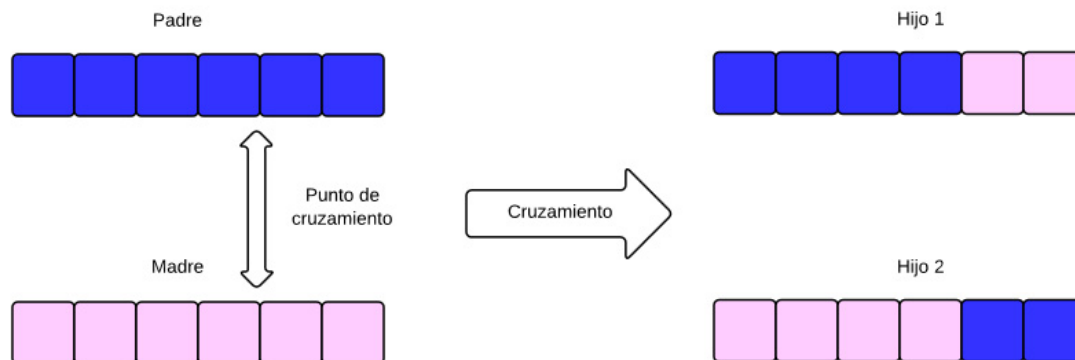 Padre
Hijo 1
Punto de
cruzamiento
Cruzamiento
Madre
Hijo 2